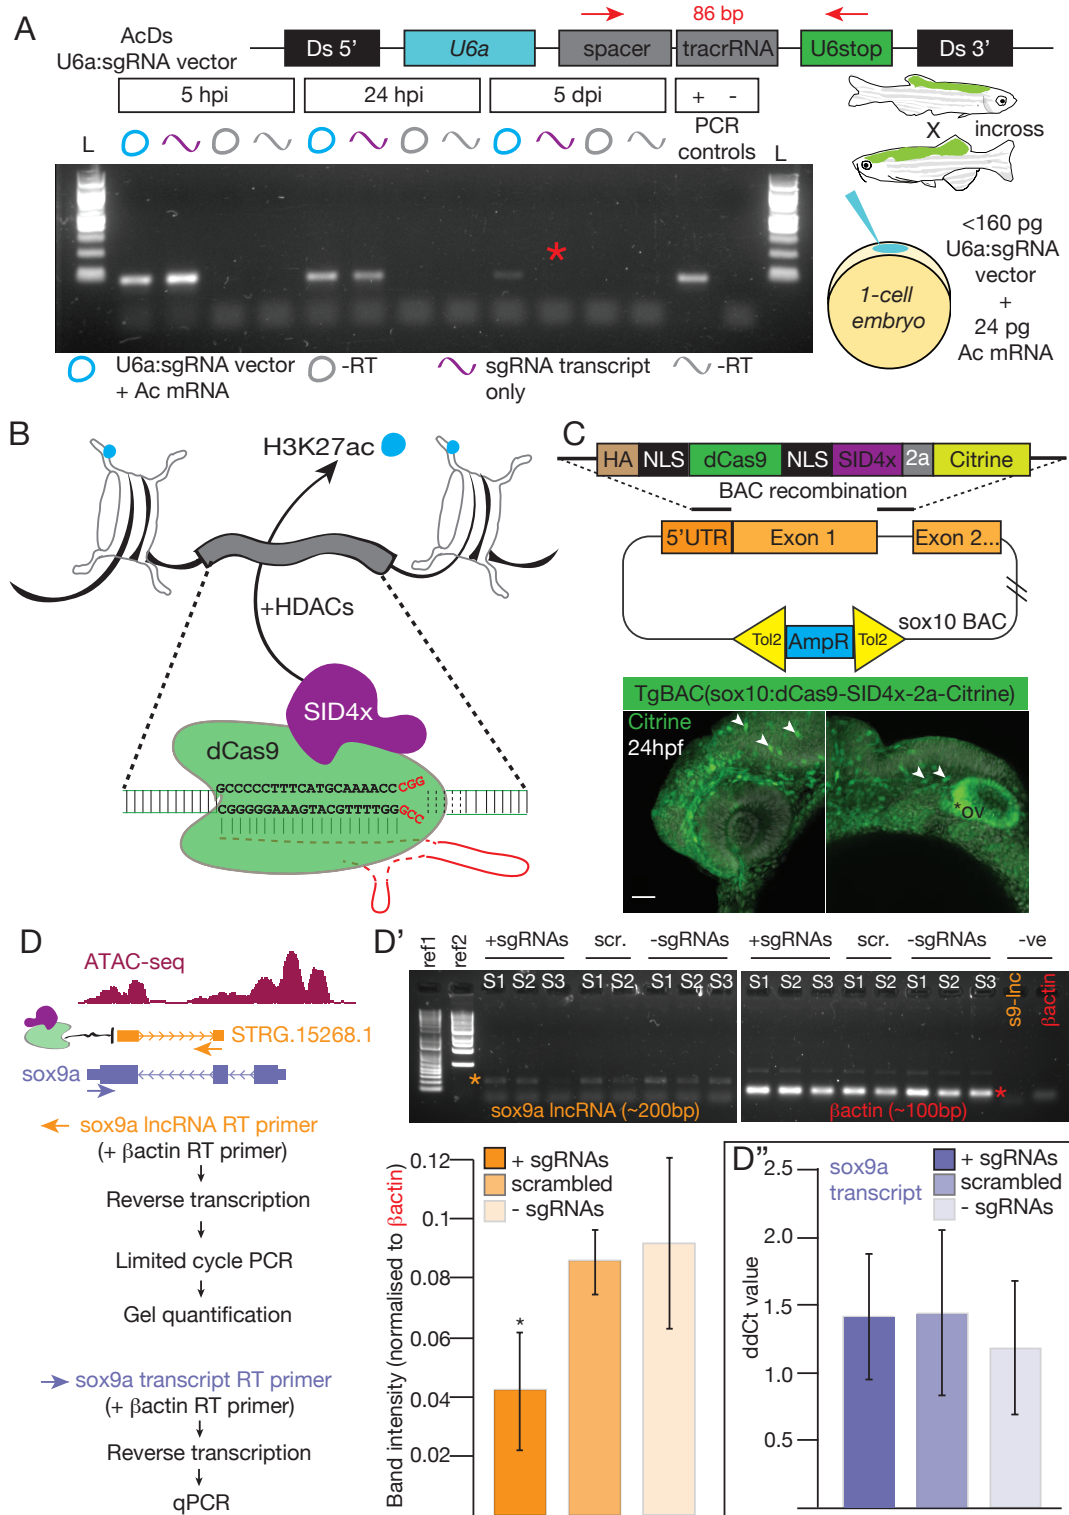 A
AcDs
U6a:sgRNA vector
86 bp
Ds 5’
U6a
spacer
tracrRNA
U6stop
Ds 3’
5 hpi
24 hpi
5 dpi
+ -
PCR
controls
L
L
X incross
<160 pg
U6a:sgRNA
vector
+
24 pg
Ac mRNA
1-cell
embryo
*
U6a:sgRNA vector
+ Ac mRNA
-RT
sgRNA transcript
only
-RT
B
H3K27ac
+HDACs
SID4x
dCas9
GCCCCCTTTCATGCAAAACCCGG
CGGGGGAAAGTACGTTTTGGGCC
C
HA
NLS
dCas9
NLS
SID4x
2a
Citrine
BAC recombination
5’UTR
Exon 1
Exon 2...
sox10 BAC
Tol2
AmpR
Tol2
TgBAC(sox10:dCas9-SID4x-2a-Citrine)
Citrine
24hpf
*ov
D
ATAC-seq
STRG.15268.1
sox9a
sox9a lncRNA RT primer
(+ βactin RT primer)
Reverse transcription
Limited cycle PCR
Gel quantification
sox9a transcript RT primer
(+ βactin RT primer)
Reverse transcription
qPCR
D’
ref1
ref2
+sgRNAs
scr.
-sgRNAs
+sgRNAs
scr.
-sgRNAs
-ve
S1 S2 S3
S1 S2
S1 S2 S3
S1 S2 S3
S1 S2
S1 S2 S3
s9-lnc
βactin
*
*
sox9a lncRNA (~200bp)
βactin (~100bp)
Band intensity (normalised to βactin)
0.12
0.1
0.080
0.06
0.04
0.02
+ sgRNAs
scrambled
- sgRNAs
*
D”
sox9a
transcript
+ sgRNAs
scrambled
- sgRNAs
ddCt value
2.5
2.0
1.5
1.0
0.5